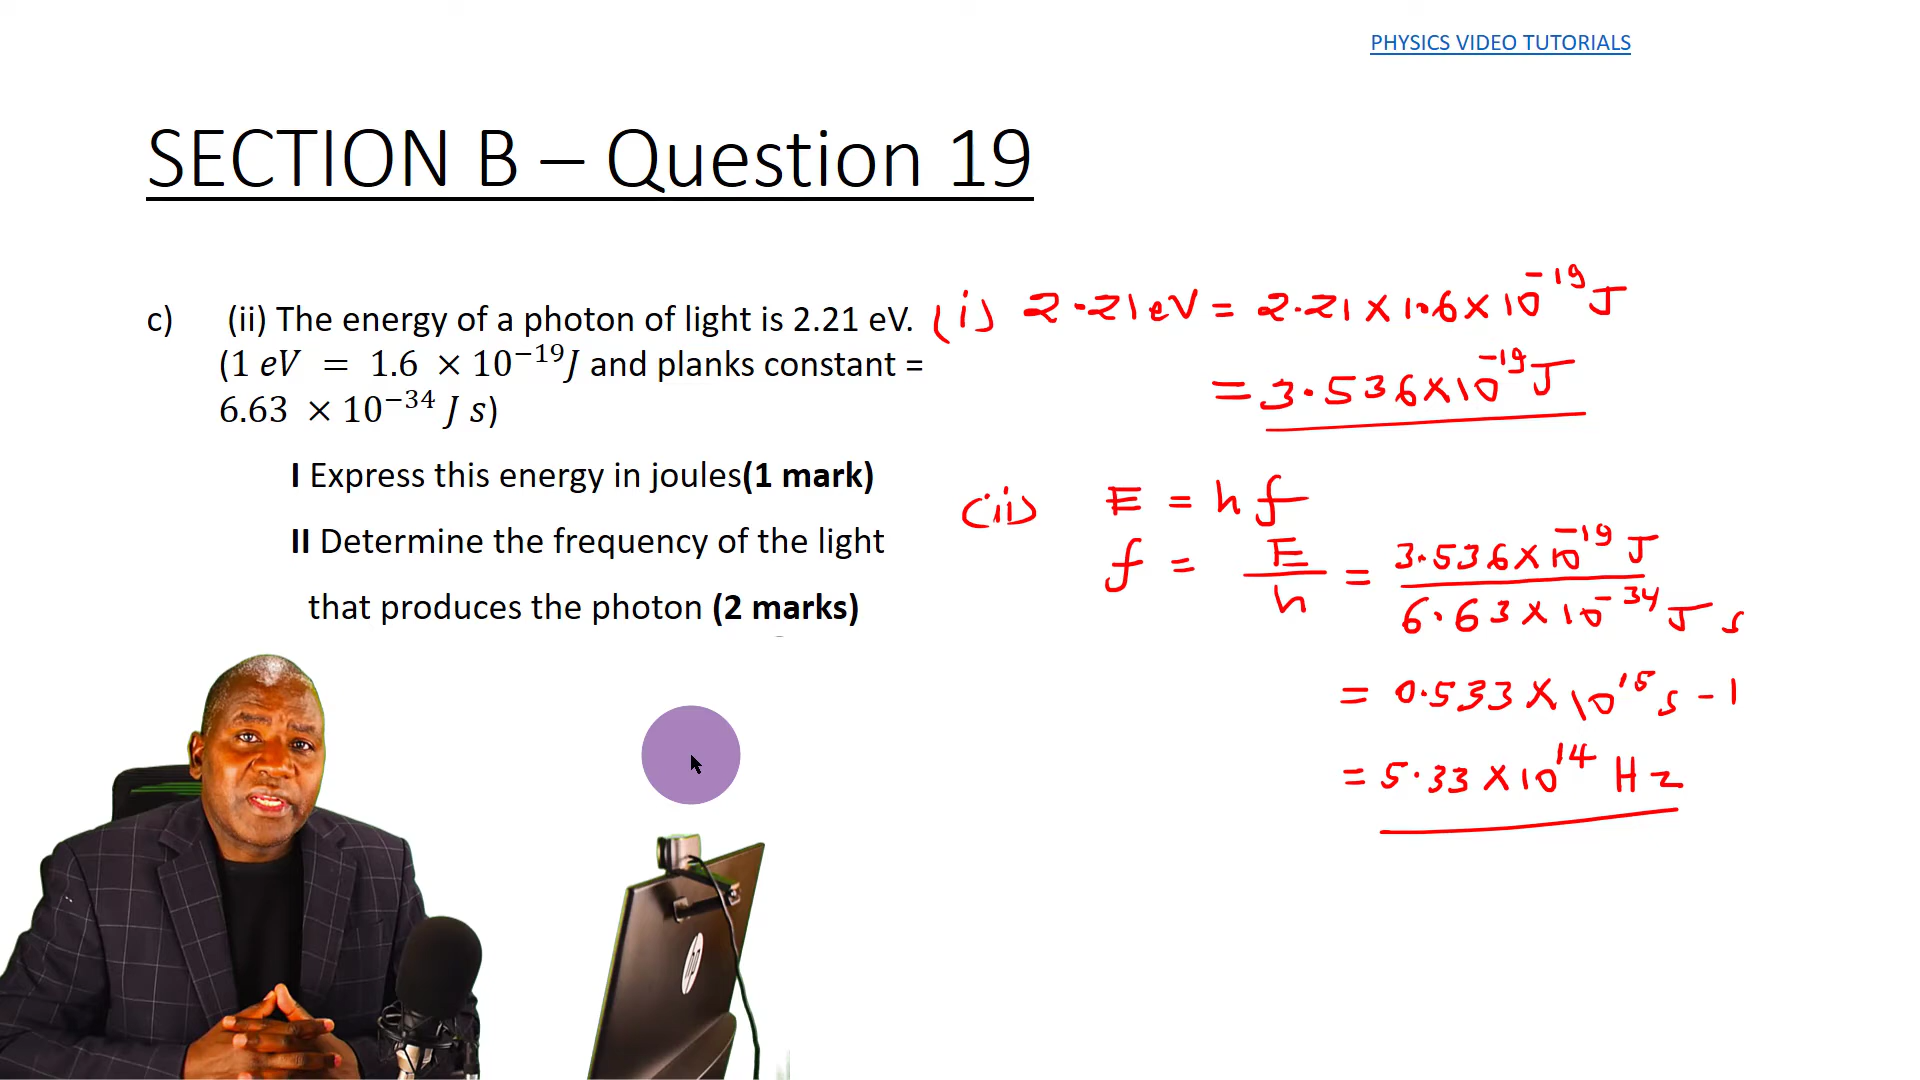 PHYSICS VIDEO TUTORIALS
SECTION B – Question 19
c) (ii) The energy of a photon of light is 2.21 eV.
(1 eV = 1.6 × 10⁻¹⁹J and planks constant =
6.63 × 10⁻³⁴ J s)
I Express this energy in joules(1 mark)
II Determine the frequency of the light
that produces the photon (2 marks)
(i) 2.21eV = 2.21 × 1.6 × 10⁻¹⁹ J
= 3.536×10⁻¹⁹ J
(ii) E = hf
f = E/h = 3.536×10⁻¹⁹ J / 6.63×10⁻³⁴ J s
= 0.533 × 10¹⁵ s-1
= 5.33 × 10¹⁴ Hz
hp